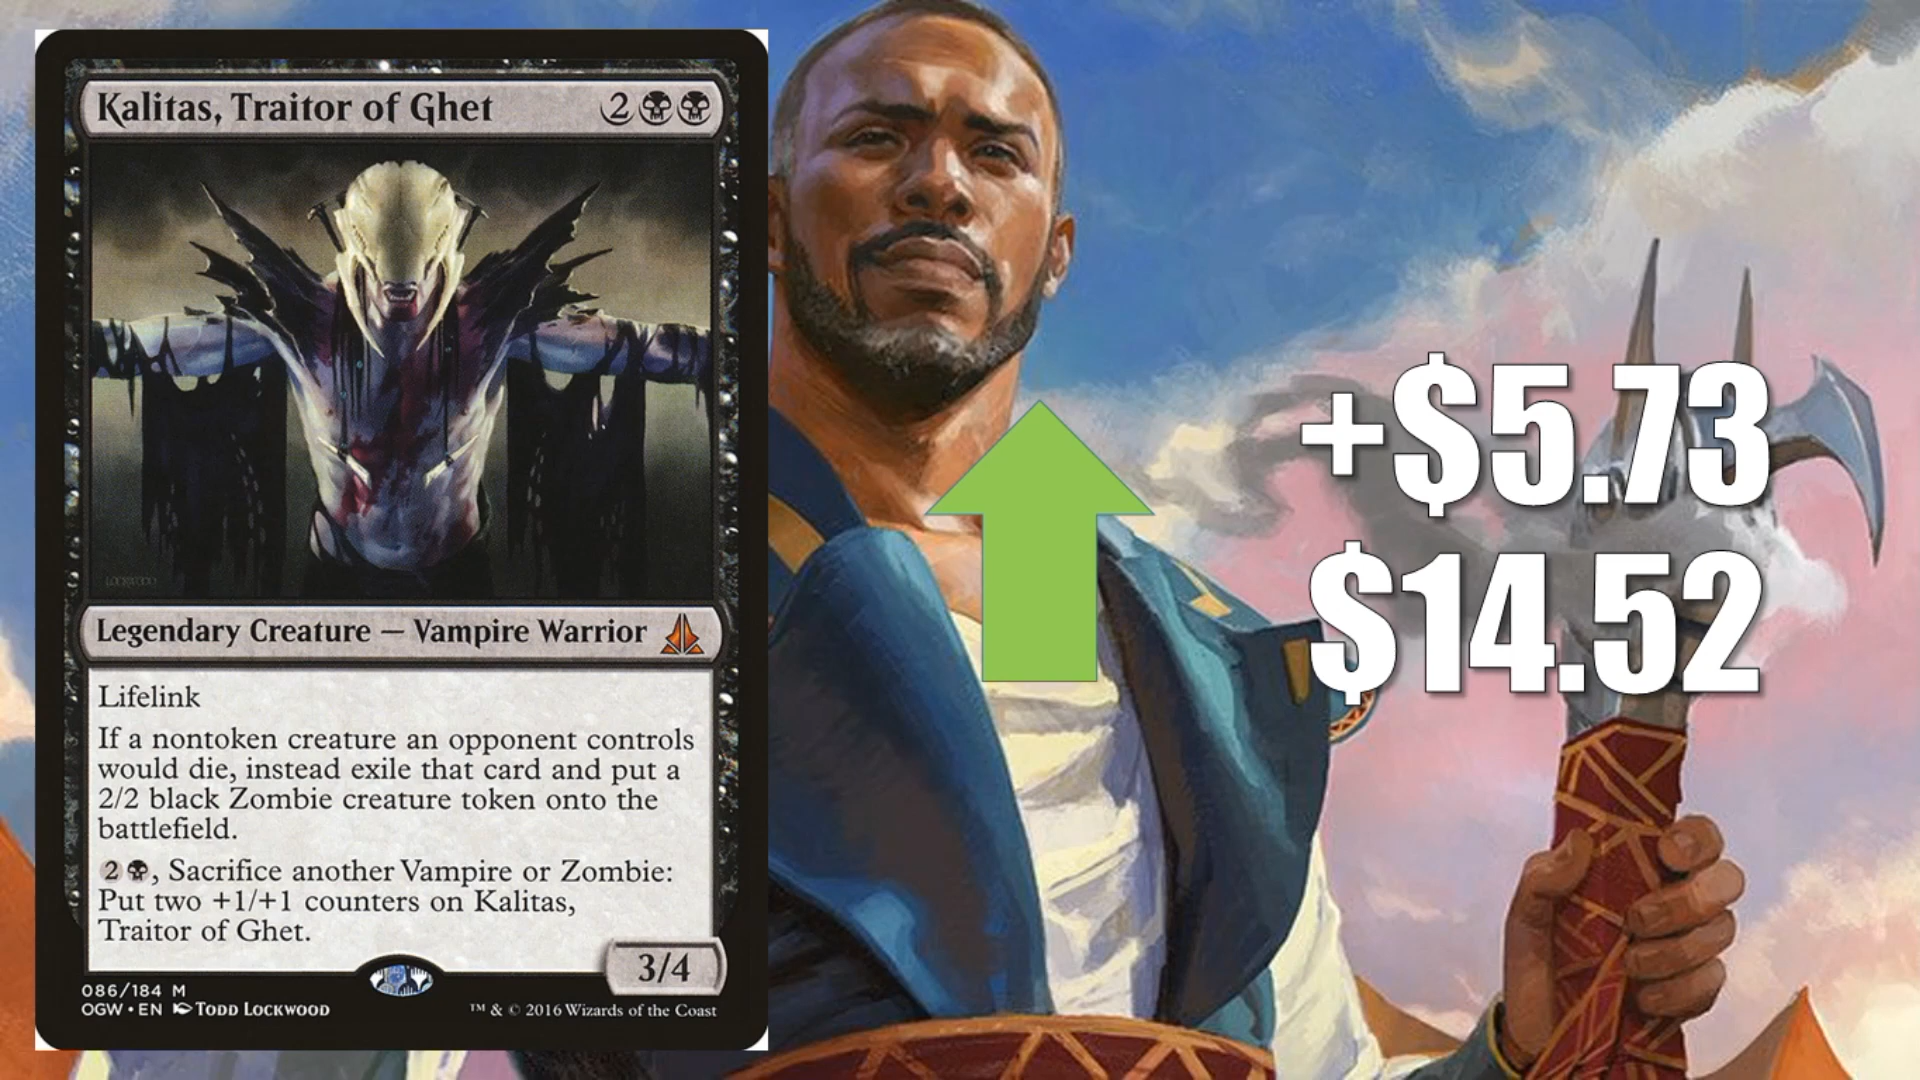 Kalitas, Traitor of Ghet 2
LOCKWOOD
Legendary Creature — Vampire Warrior
Lifelink
If a nontoken creature an opponent controls
would die, instead exile that card and put a
2/2 black Zombie creature token onto the
battlefield.
2, Sacrifice another Vampire or Zombie:
Put two +1/+1 counters on Kalitas,
Traitor of Ghet.
3/4
086/184 M
OGW • EN Todd Lockwood
™ & © 2016 Wizards of the Coast
+$5.73
$14.52